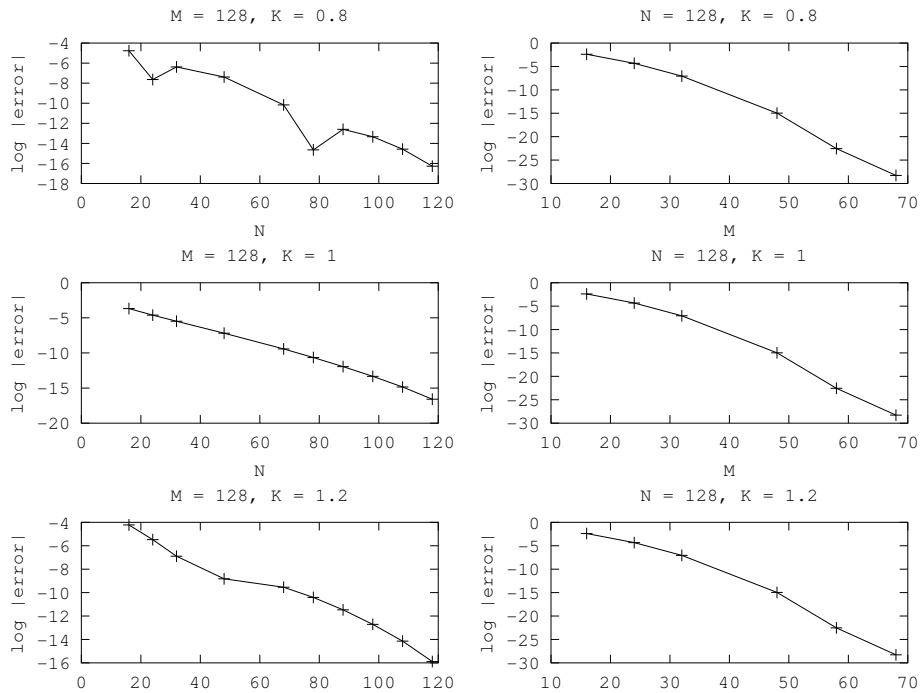 M = 128, K = 0.8
log |error|
-4
-6
-8
-10
-12
-14
-16
-18
0 20 40 60 80 100 120
N
N = 128, K = 0.8
log |error|
0
-5
-10
-15
-20
-25
-30
10 20 30 40 50 60 70
M
M = 128, K = 1
log |error|
0
-5
-10
-15
-20
0 20 40 60 80 100 120
N
N = 128, K = 1
log |error|
0
-5
-10
-15
-20
-25
-30
10 20 30 40 50 60 70
M
M = 128, K = 1.2
log |error|
-4
-6
-8
-10
-12
-14
-16
0 20 40 60 80 100 120
N = 128, K = 1.2
log |error|
0
-5
-10
-15
-20
-25
-30
10 20 30 40 50 60 70